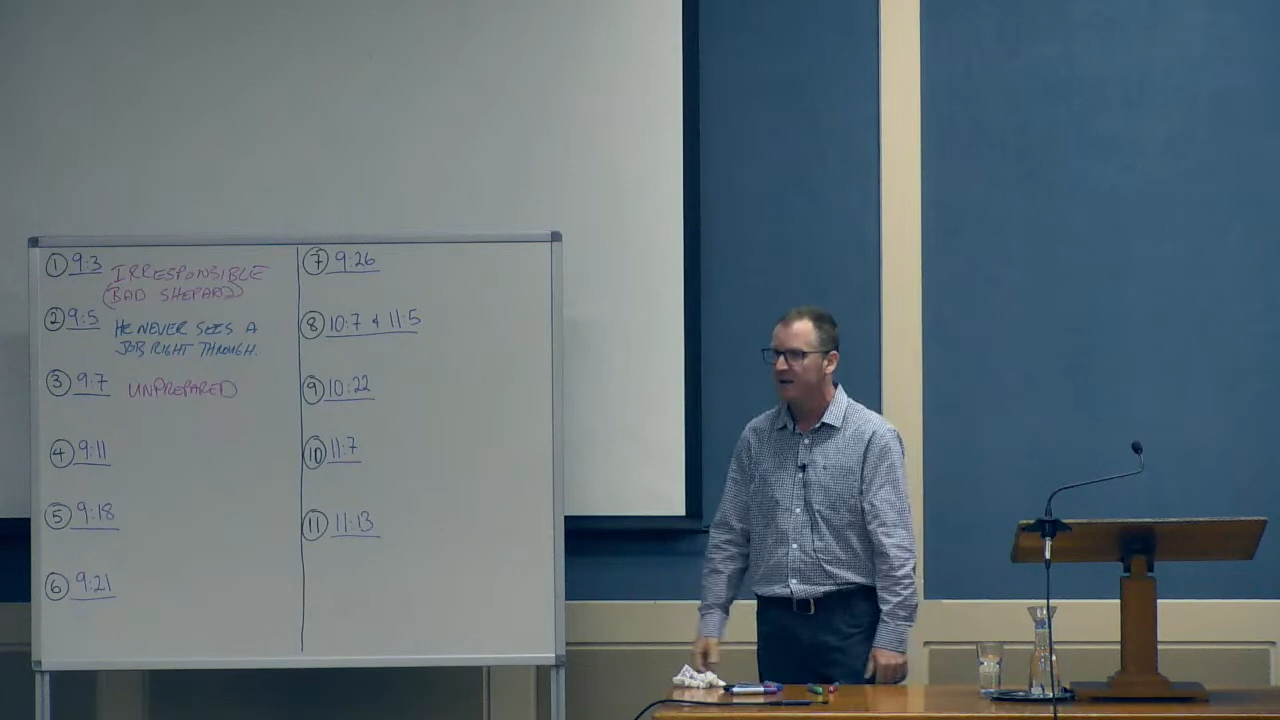 ① 9:3 IRRESPONSIBLE
(BAD SHEPARD)
② 9:5 HE NEVER SEES A
JOB RIGHT THROUGH.
③ 9:7 UNPREPARED
④ 9:11
⑤ 9:18
⑥ 9:21
⑦ 9:26
⑧ 10:7 & 11:5
⑨ 10:22
⑩ 11:7
⑪ 11:13